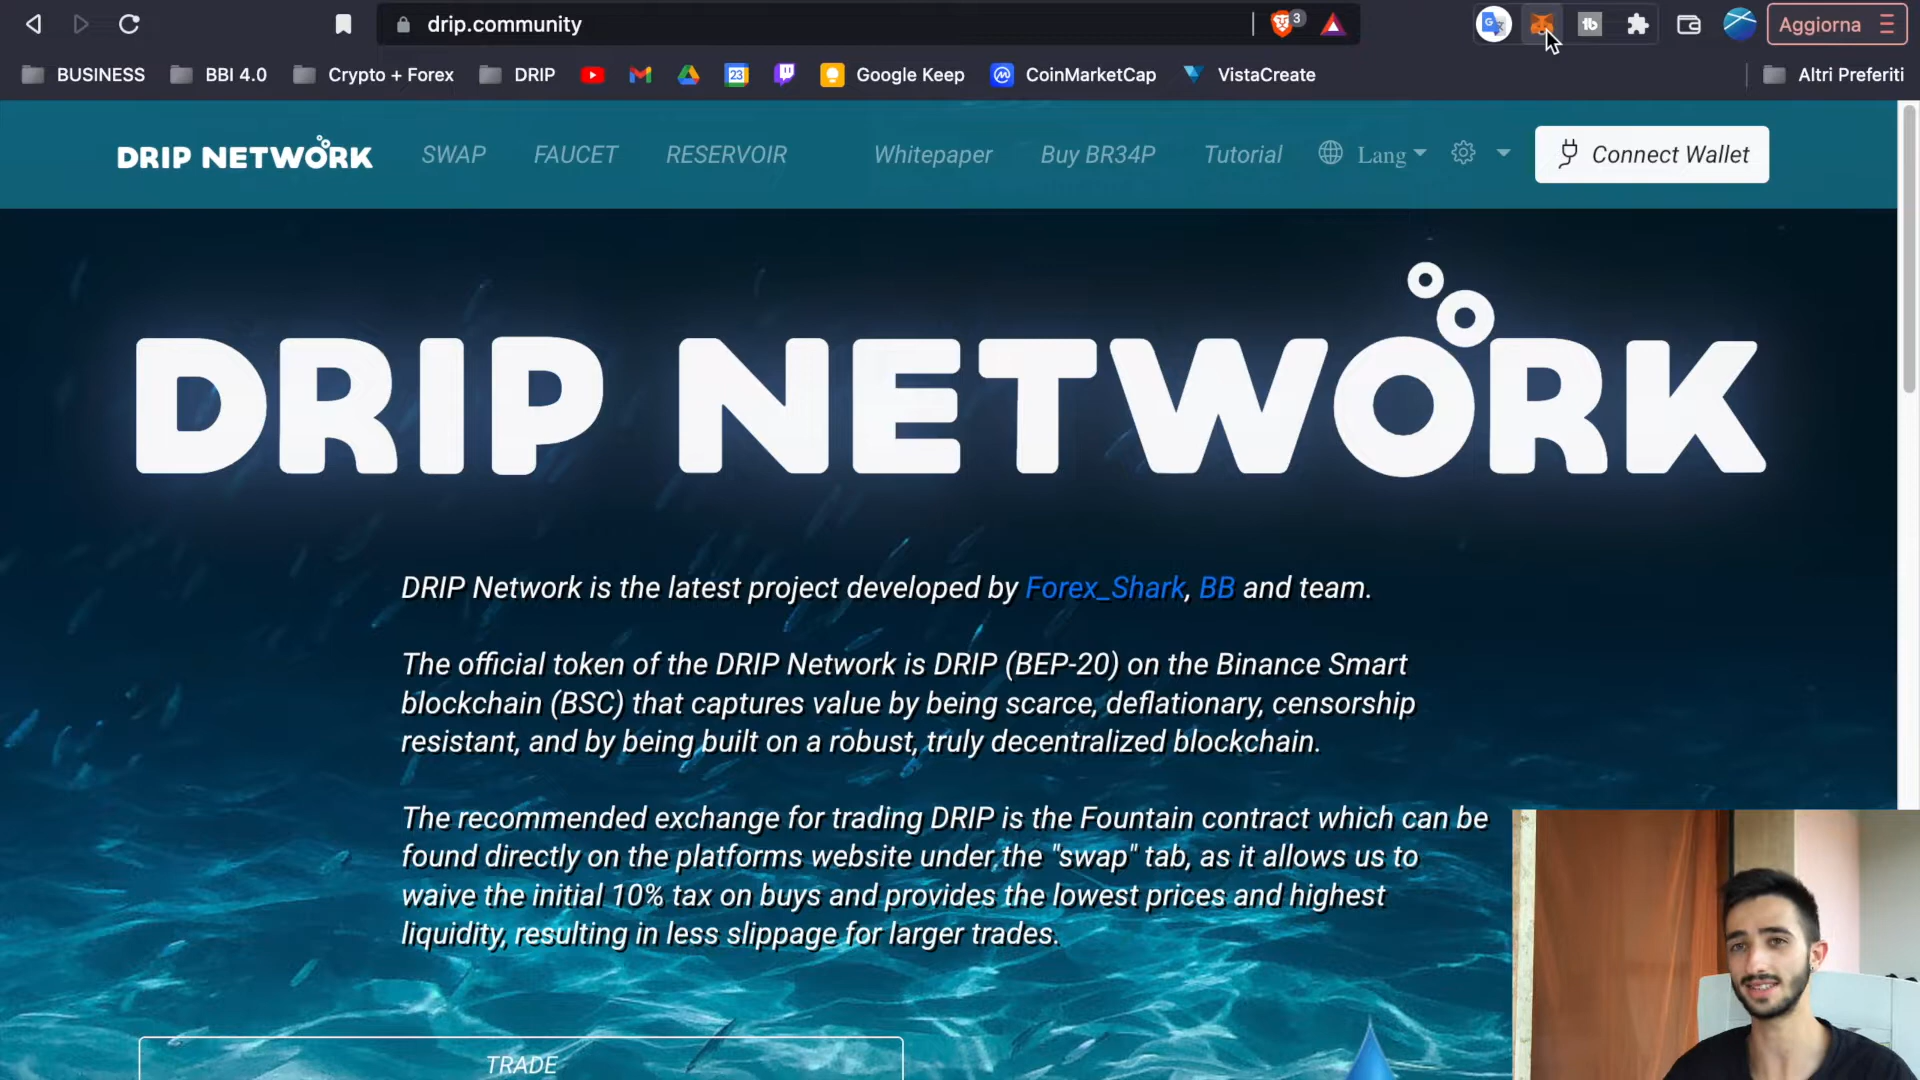 drip.community
3
Aggiorna
BUSINESS
BBI 4.0
Crypto + Forex
DRIP
23
Google Keep
CoinMarketCap
VistaCreate
Altri Preferiti
DRIP NETWORK
SWAP
FAUCET
RESERVOIR
Whitepaper
Buy BR34P
Tutorial
Lang
Connect Wallet
DRIP NETWORK
DRIP Network is the latest project developed by Forex_Shark, BB and team.
The official token of the DRIP Network is DRIP (BEP-20) on the Binance Smart
blockchain (BSC) that captures value by being scarce, deflationary, censorship
resistant, and by being built on a robust, truly decentralized blockchain.
The recommended exchange for trading DRIP is the Fountain contract which can be
found directly on the platforms website under the "swap" tab, as it allows us to
waive the initial 10% tax on buys and provides the lowest prices and highest
liquidity, resulting in less slippage for larger trades.
TRADE